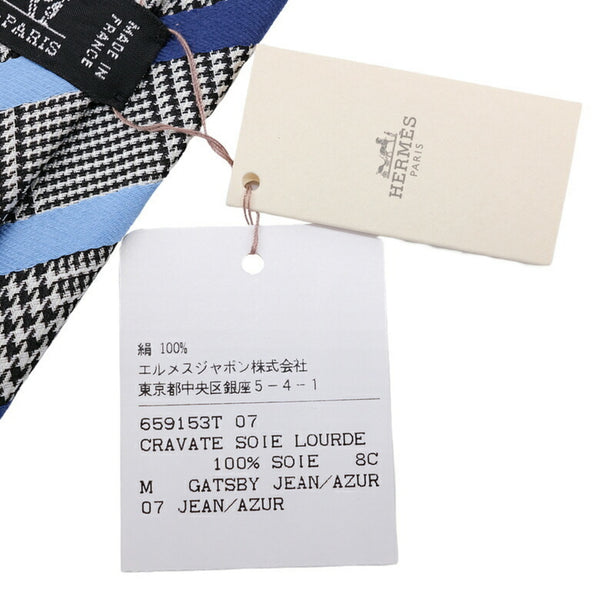 PARIS
MADE IN
FRANCE
HERMÈS
PARIS
絹 100%
エルメスジャポン株式会社
東京都中央区銀座5-4-1
659153T 07
CRAVATE SOIE LOURDE
100% SOIE 8C
M GATSBY JEAN/AZUR
07 JEAN/AZUR